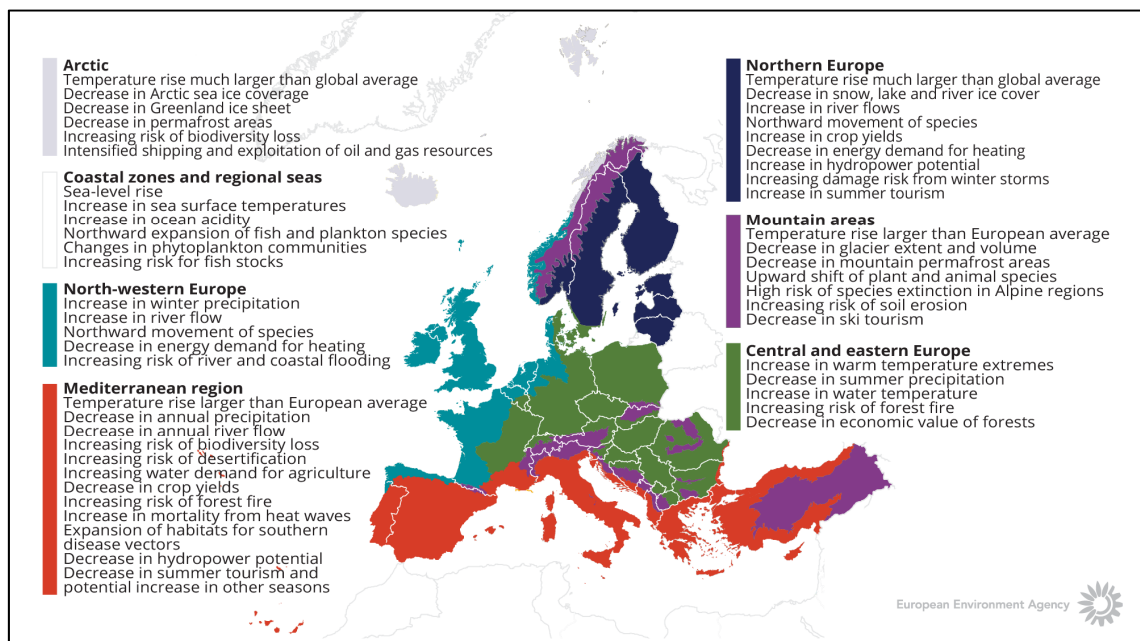 Arctic
Temperature rise much larger than global average
Decrease in Arctic sea ice coverage
Decrease in Greenland ice sheet
Decrease in permafrost areas
Increasing risk of biodiversity loss
Intensified shipping and exploitation of oil and gas resources
Coastal zones and regional seas
Sea-level rise
Increase in sea surface temperatures
Increase in ocean acidity
Northward expansion of fish and plankton species
Changes in phytoplankton communities
Increasing risk for fish stocks
North-western Europe
Increase in winter precipitation
Increase in river flow
Northward movement of species
Decrease in energy demand for heating
Increasing risk of river and coastal flooding
Mediterranean region
Temperature rise larger than European average
Decrease in annual precipitation
Decrease in annual river flow
Increasing risk of biodiversity loss
Increasing risk of desertification
Increasing water demand for agriculture
Decrease in crop yields
Increasing risk of forest fire
Increase in mortality from heat waves
Expansion of habitats for southern
disease vectors
Decrease in hydropower potential
Decrease in summer tourism and
potential increase in other seasons
Northern Europe
Temperature rise much larger than global average
Decrease in snow, lake and river ice cover
Increase in river flows
Northward movement of species
Increase in crop yields
Decrease in energy demand for heating
Increase in hydropower potential
Increasing damage risk from winter storms
Increase in summer tourism
Mountain areas
Temperature rise larger than European average
Decrease in glacier extent and volume
Decrease in mountain permafrost areas
Upward shift of plant and animal species
High risk of species extinction in Alpine regions
Increasing risk of soil erosion
Decrease in ski tourism
Central and eastern Europe
Increase in warm temperature extremes
Decrease in summer precipitation
Increase in water temperature
Increasing risk of forest fire
Decrease in economic value of forests
European Environment Agency